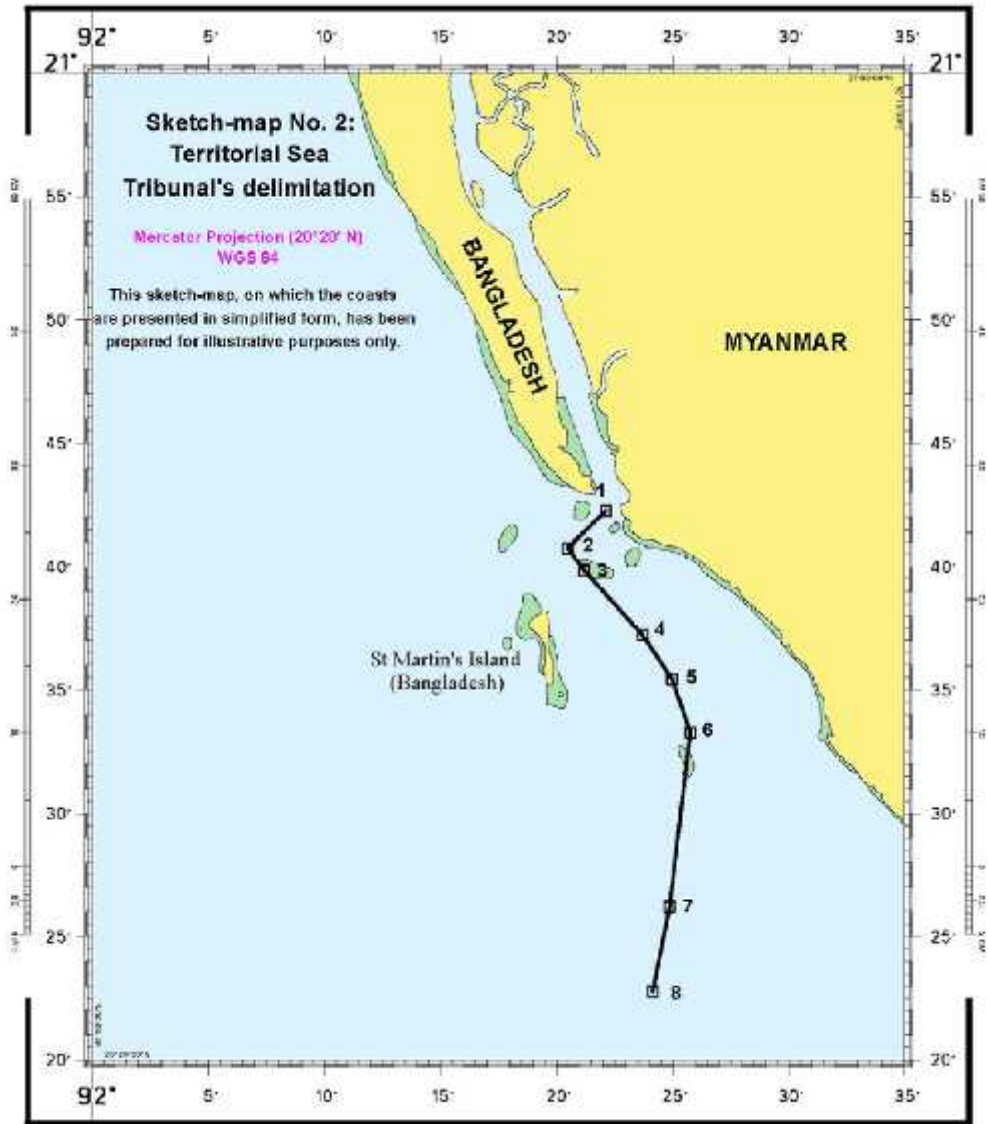 92° 5' 10' 15' 20' 25' 30' 35'
21° 21°
Sketch-map No. 2:
Territorial Sea
Tribunal's delimitation
Mercator Projection (20°20' N)
WGS 84
This sketch-map, on which the coasts
are presented in simplified form, has been
prepared for illustrative purposes only.
55' 55'
BANGLADESH
50' 50'
MYANMAR
45' 45'
1
2
40' 3 40'
4
St Martin's Island
(Bangladesh)
35' 5 35'
6
30' 30'
7
25' 25'
8
20' 20'
92° 5' 10' 15' 20' 25' 30' 35'